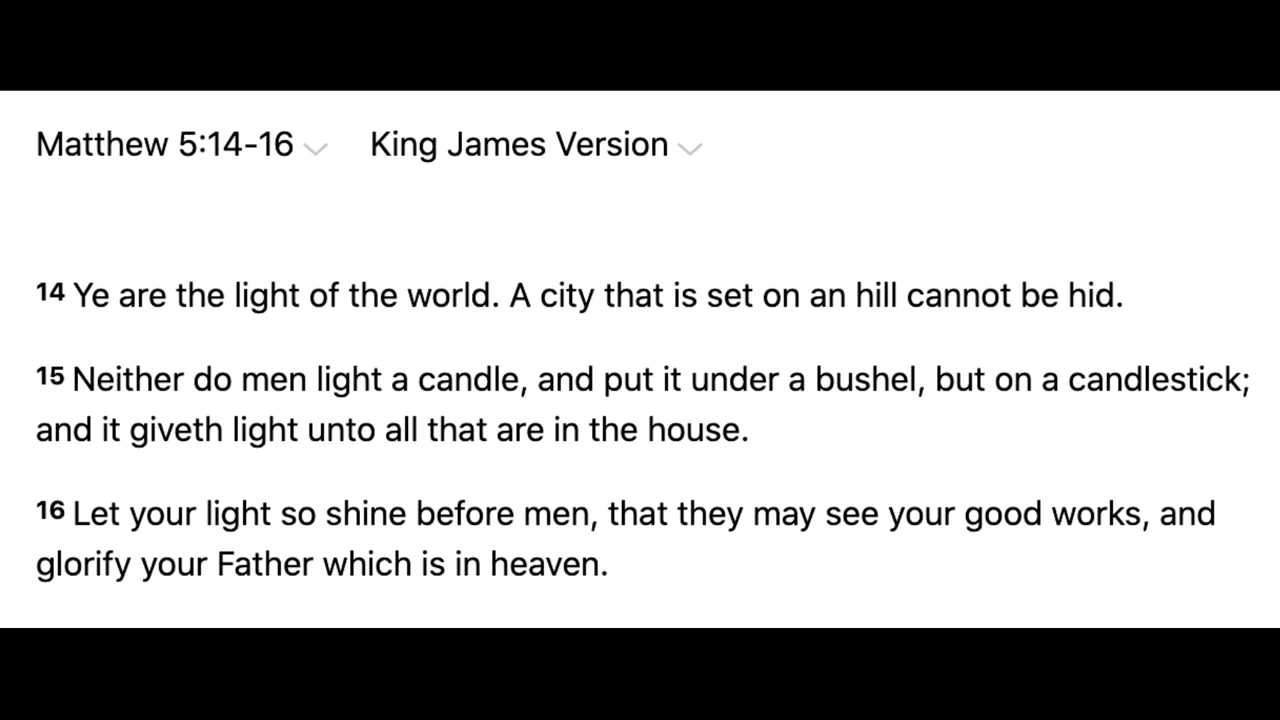 Matthew 5:14-16 King James Version
14 Ye are the light of the world. A city that is set on an hill cannot be hid.
15 Neither do men light a candle, and put it under a bushel, but on a candlestick;
and it giveth light unto all that are in the house.
16 Let your light so shine before men, that they may see your good works, and
glorify your Father which is in heaven.